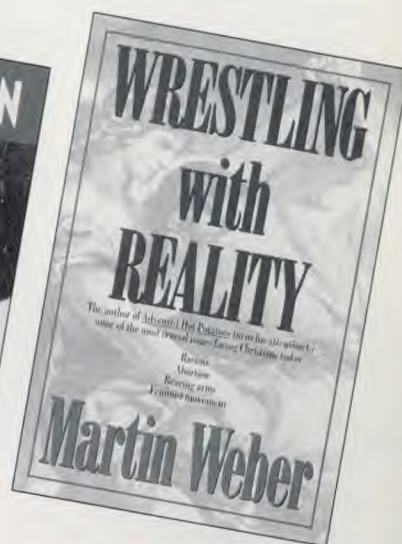 N
WRESTLING
with
REALITY
The author of Adventist Hot Potatoes turns his attention to
some of the most crucial issues facing Christians today
Racism
Abortion
Bearing arms
Feminist movement
Martin Weber